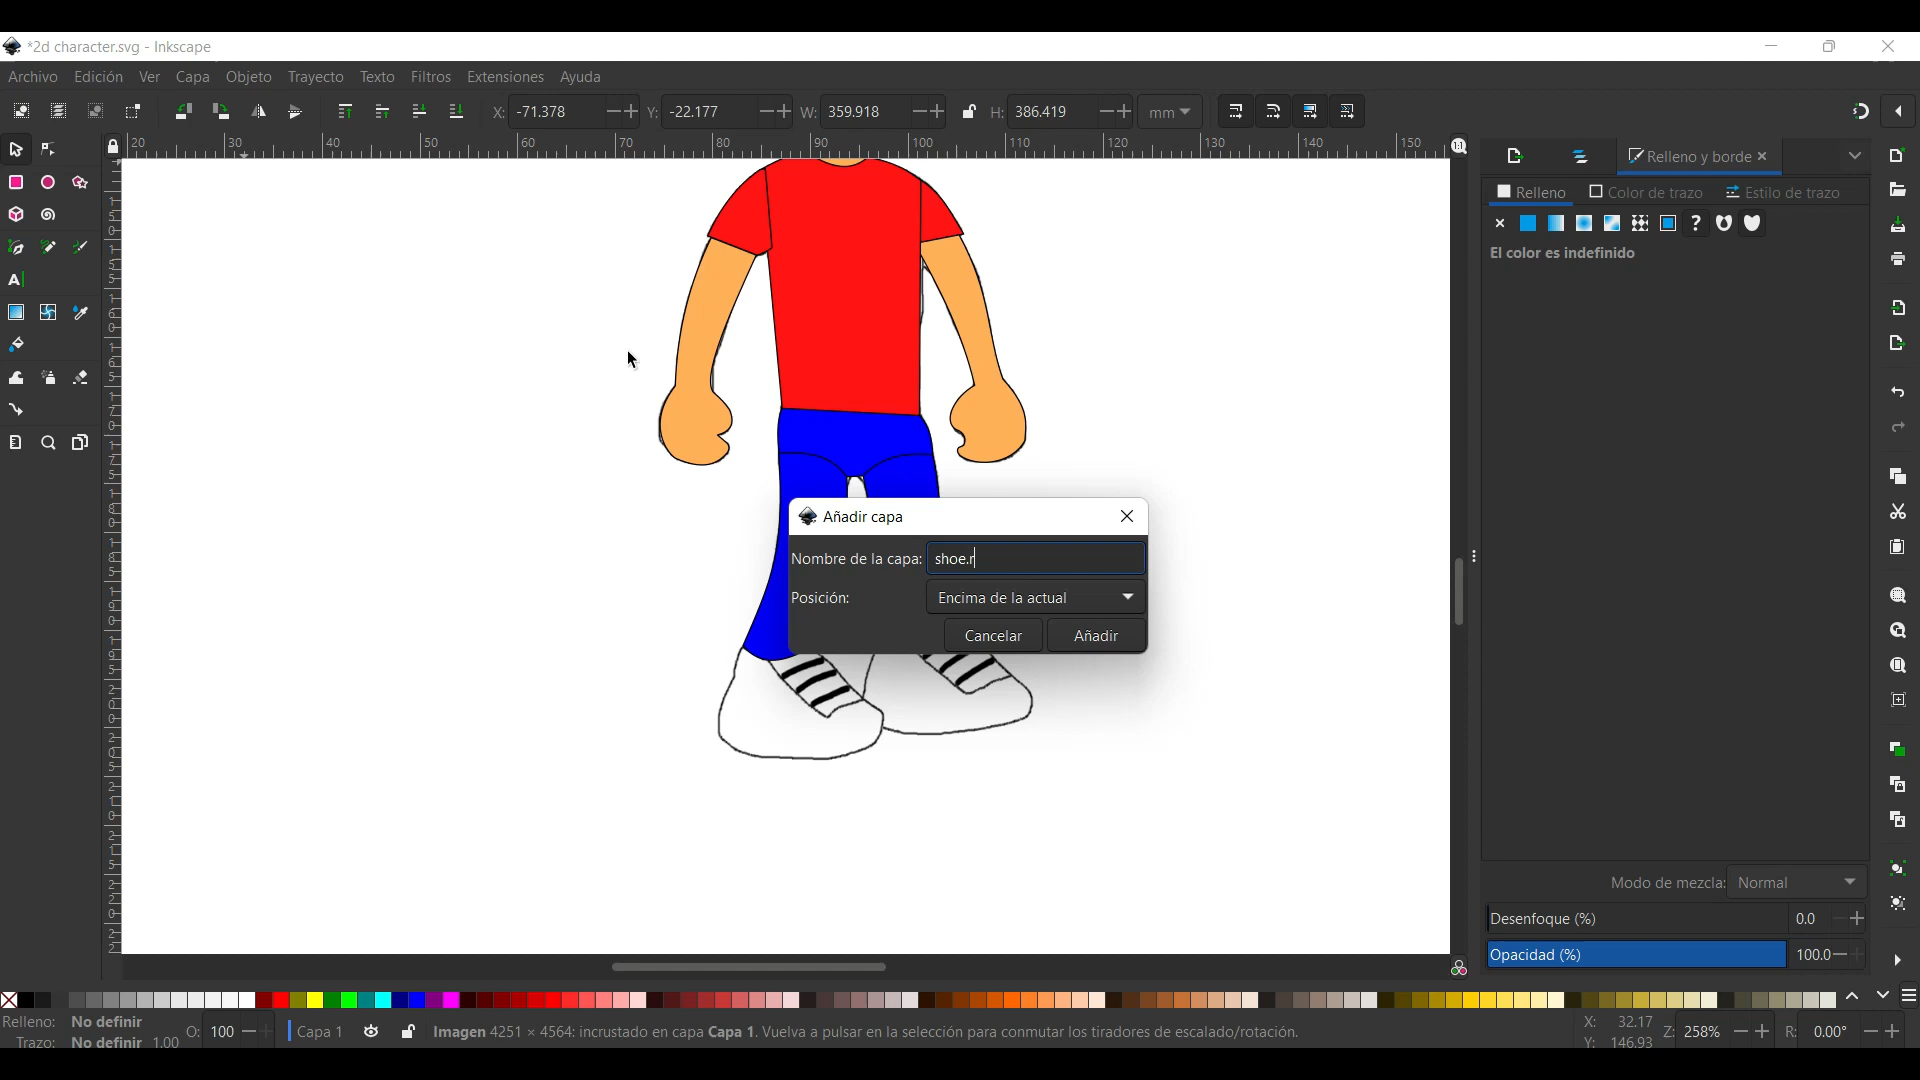 *2d character.svg - Inkscape
Archivo Edición Ver Capa Objeto Trayecto Texto Filtros Extensiones Ayuda
X: -71.378 Y: -22.177 W: 359.918 H: 386.419 mm
20 30 40 50 60 70 80 90 100 110 120 130 140 150
1:1
Relleno y borde
Relleno Color de trazo Estilo de trazo
?
El color es indefinido
A
Añadir capa
Nombre de la capa: shoe.r
Posición: Encima de la actual
Cancelar Añadir
Modo de mezcla: Normal
Desenfoque (%) 0.0
Opacidad (%) 100.0
Relleno: No definir
Trazo: No definir 1.00
O: 100
Capa 1
Imagen 4251 × 4564: incrustado en capa Capa 1. Vuelva a pulsar en la selección para conmutar los tiradores de escalado/rotación.
X: 32.17
Y: 146.93
Z: 258%
R: 0.00°